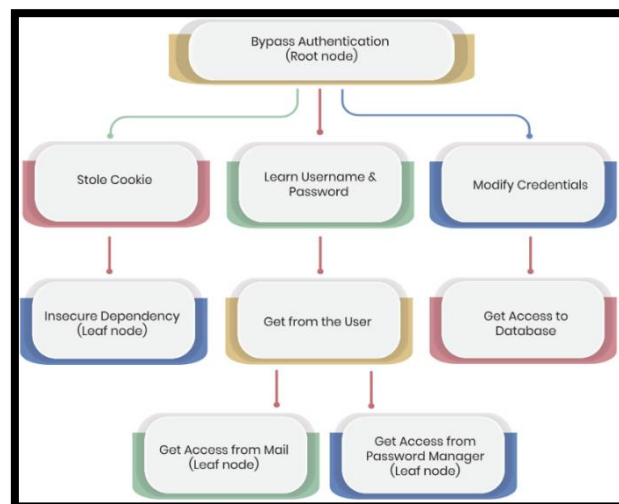 Bypass Authentication
(Root node)
Stole Cookie
Learn Username &
Password
Modify Credentials
Insecure Dependency
(Leaf node)
Get from the User
Get Access to
Database
Get Access from Mail
(Leaf node)
Get Access from
Password Manager
(Leaf node)